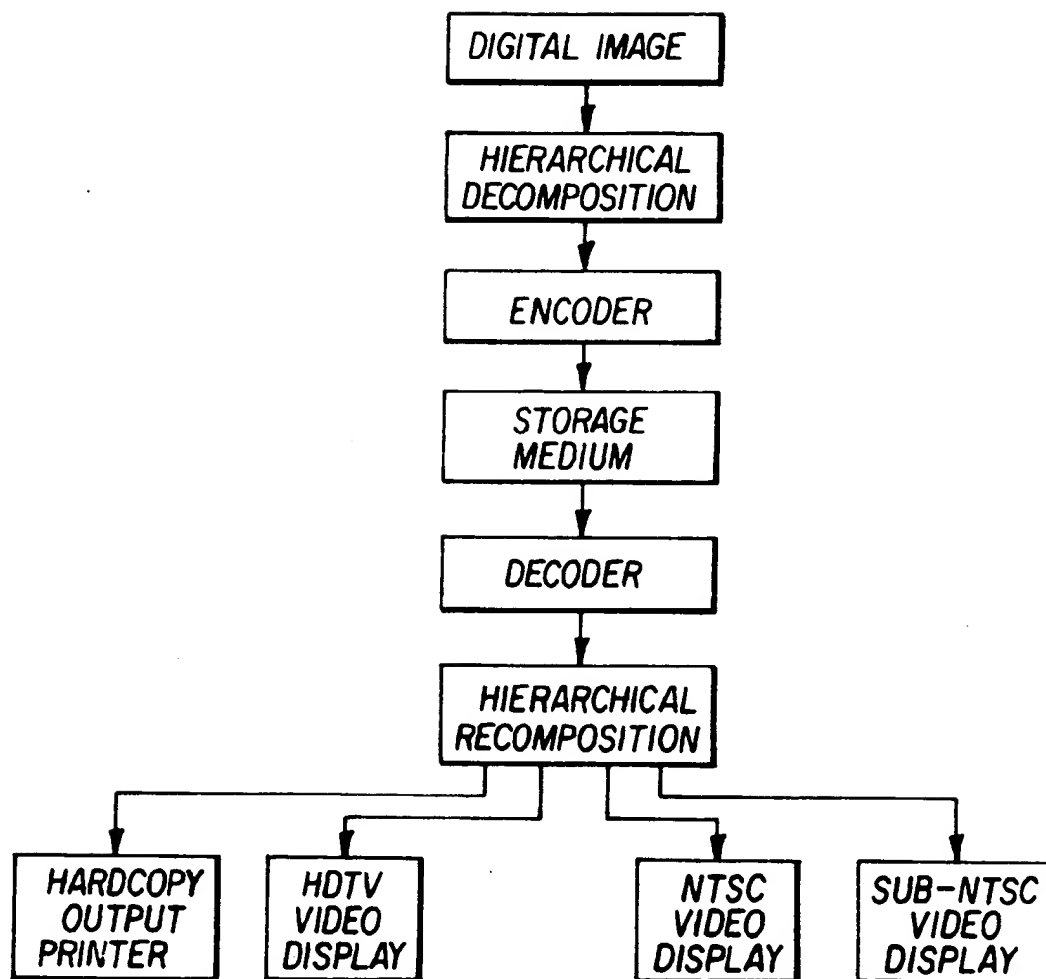 DIGITAL IMAGE
HIERARCHICAL
DECOMPOSITION
ENCODER
STORAGE
MEDIUM
DECODER
HIERARCHICAL
RECOMPOSITION
HARDCOPY
OUTPUT
PRINTER
HDTV
VIDEO
DISPLAY
NTSC
VIDEO
DISPLAY
SUB-NTSC
VIDEO
DISPLAY